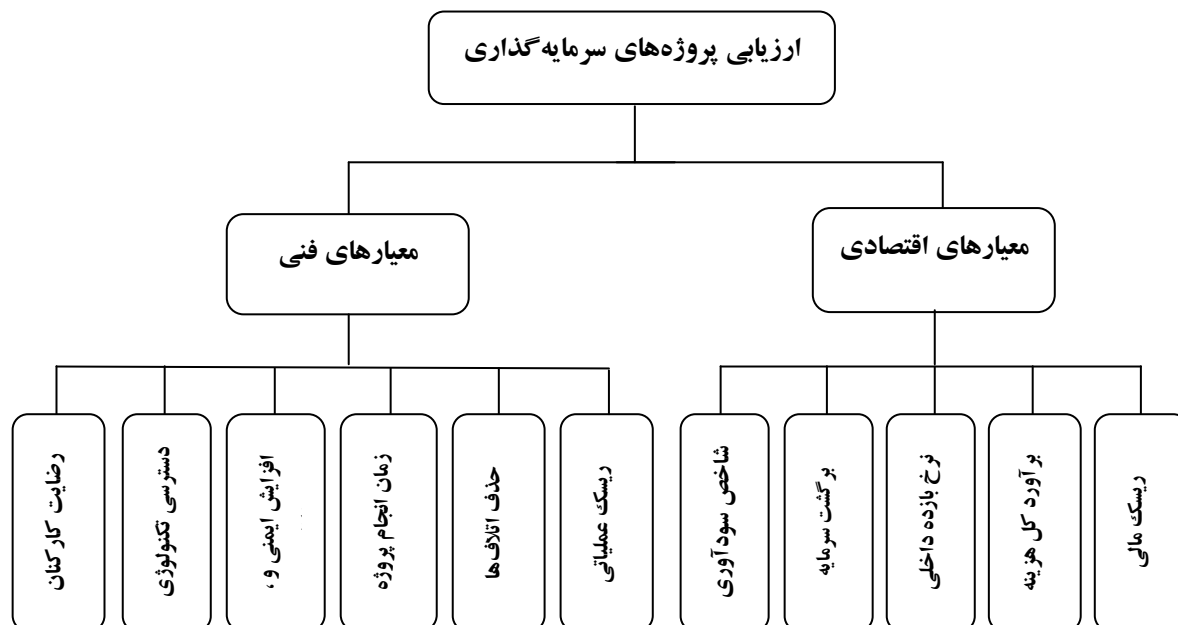 ارزیابی پروژه‌های سرمایه‌گذاری
معیارهای اقتصادی
معیارهای فنی
ریسک مالی
برآورد کل هزینه
نرخ بازده داخلی
برگشت سرمایه
شاخص سودآوری
ریسک عملیاتی
حذف اتلاف‌ها
زمان انجام پروژه
افزایش ایمنی و ،
دسترسی تکنولوژی
رضایت کارکنان